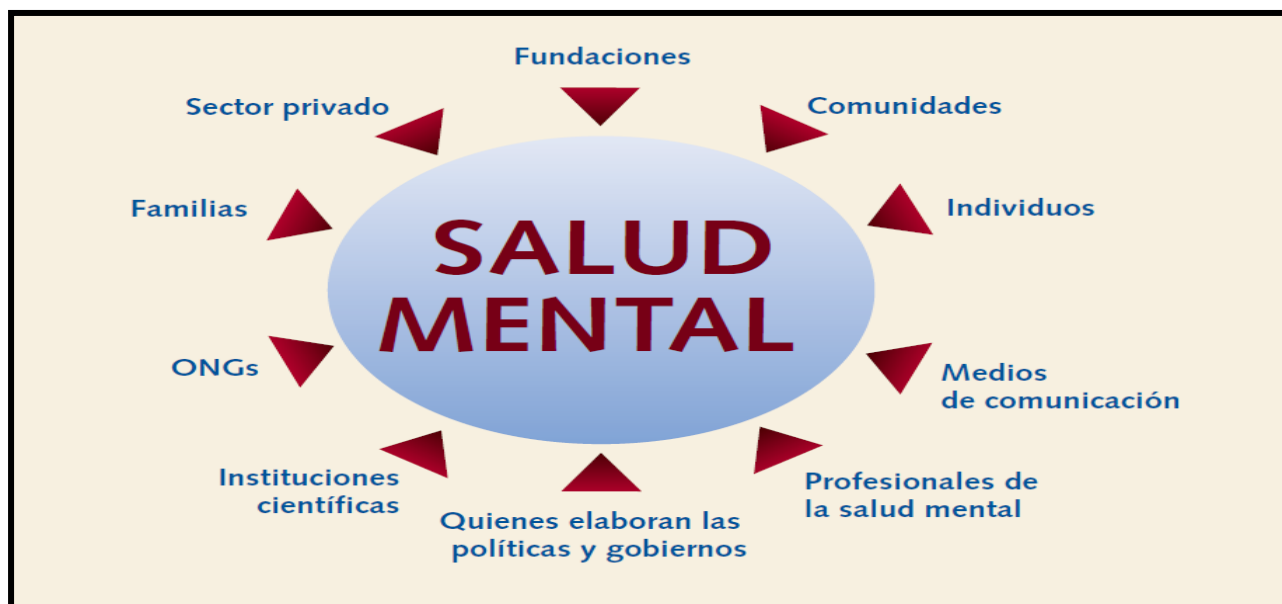 Fundaciones
Sector privado
Comunidades
Familias
Individuos
SALUD
MENTAL
ONGs
Medios
de comunicación
Instituciones
científicas
Profesionales de
la salud mental
Quienes elaboran las
políticas y gobiernos